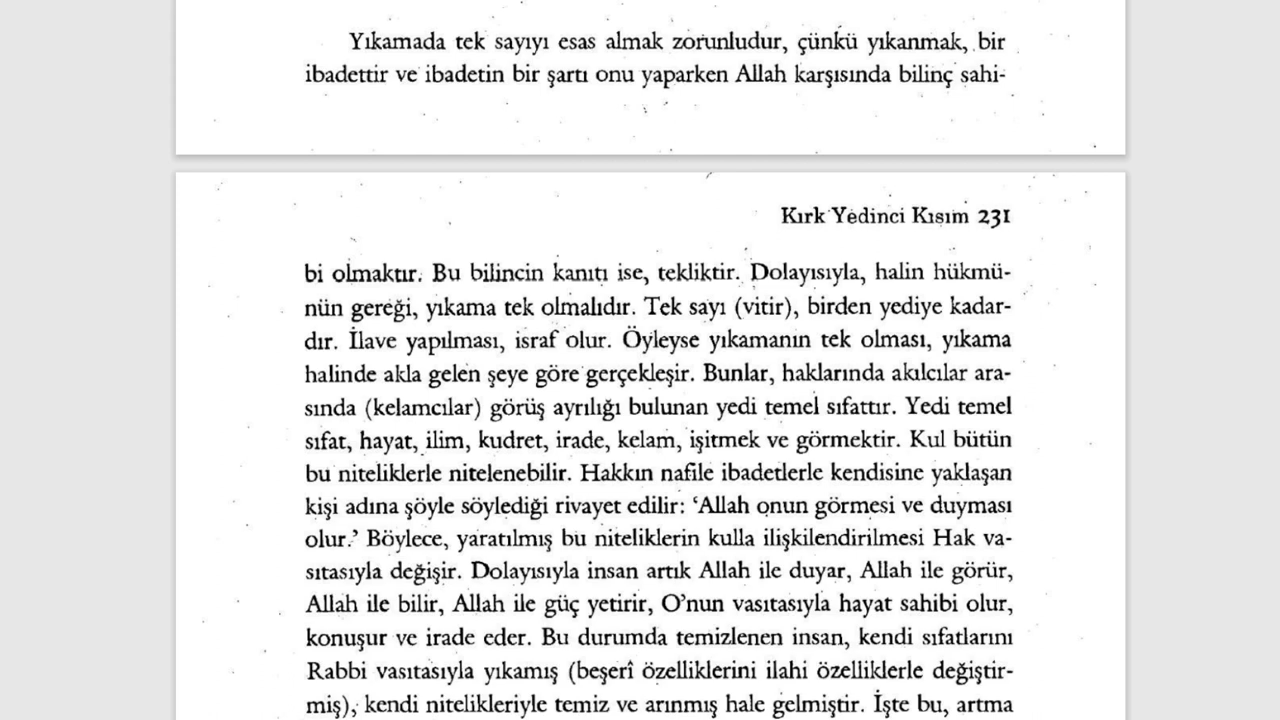 Yıkamada tek sayıyı esas almak zorunludur, çünkü yıkanmak, bir
ibadettir ve ibadetin bir şartı onu yaparken Allah karşısında bilinç sahi-
Kırk Yedinci Kısım 231
bi olmaktır. Bu bilincin kanıtı ise, tekliktir. Dolayısıyla, halin hükmü-
nün gereği, yıkama tek olmalıdır. Tek sayı (vitir), birden yediye kadar-
dır. İlave yapılması, israf olur. Öyleyse yıkamanın tek olması, yıkama
halinde akla gelen şeye göre gerçekleşir. Bunlar, haklarında akılcılar ara-
sında (kelamcılar) görüş ayrılığı bulunan yedi temel sıfattır. Yedi temel
sıfat, hayat, ilim, kudret, irade, kelam, işitmek ve görmektir. Kul bütün
bu niteliklerle nitelenebilir. Hakkın nafile ibadetlerle kendisine yaklaşan
kişi adına şöyle söylediği rivayet edilir: ‘Allah onun görmesi ve duyması
olur.’ Böylece, yaratılmış bu niteliklerin kulla ilişkilendirilmesi Hak va-
sıtasıyla değişir. Dolayısıyla insan artık Allah ile duyar, Allah ile görür,
Allah ile bilir, Allah ile güç yetirir, O’nun vasıtasıyla hayat sahibi olur,
konuşur ve irade eder. Bu durumda temizlenen insan, kendi sıfatlarını
Rabbi vasıtasıyla yıkamış (beşerî özelliklerini ilahi özelliklerle değiştir-
miş), kendi nitelikleriyle temiz ve arınmış hale gelmiştir. İşte bu, artma